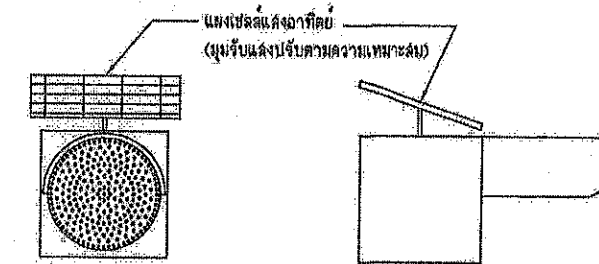 แผงเซลล์แสงอาทิตย์
(มุมรับแสงปรับตามความเหมาะสม)